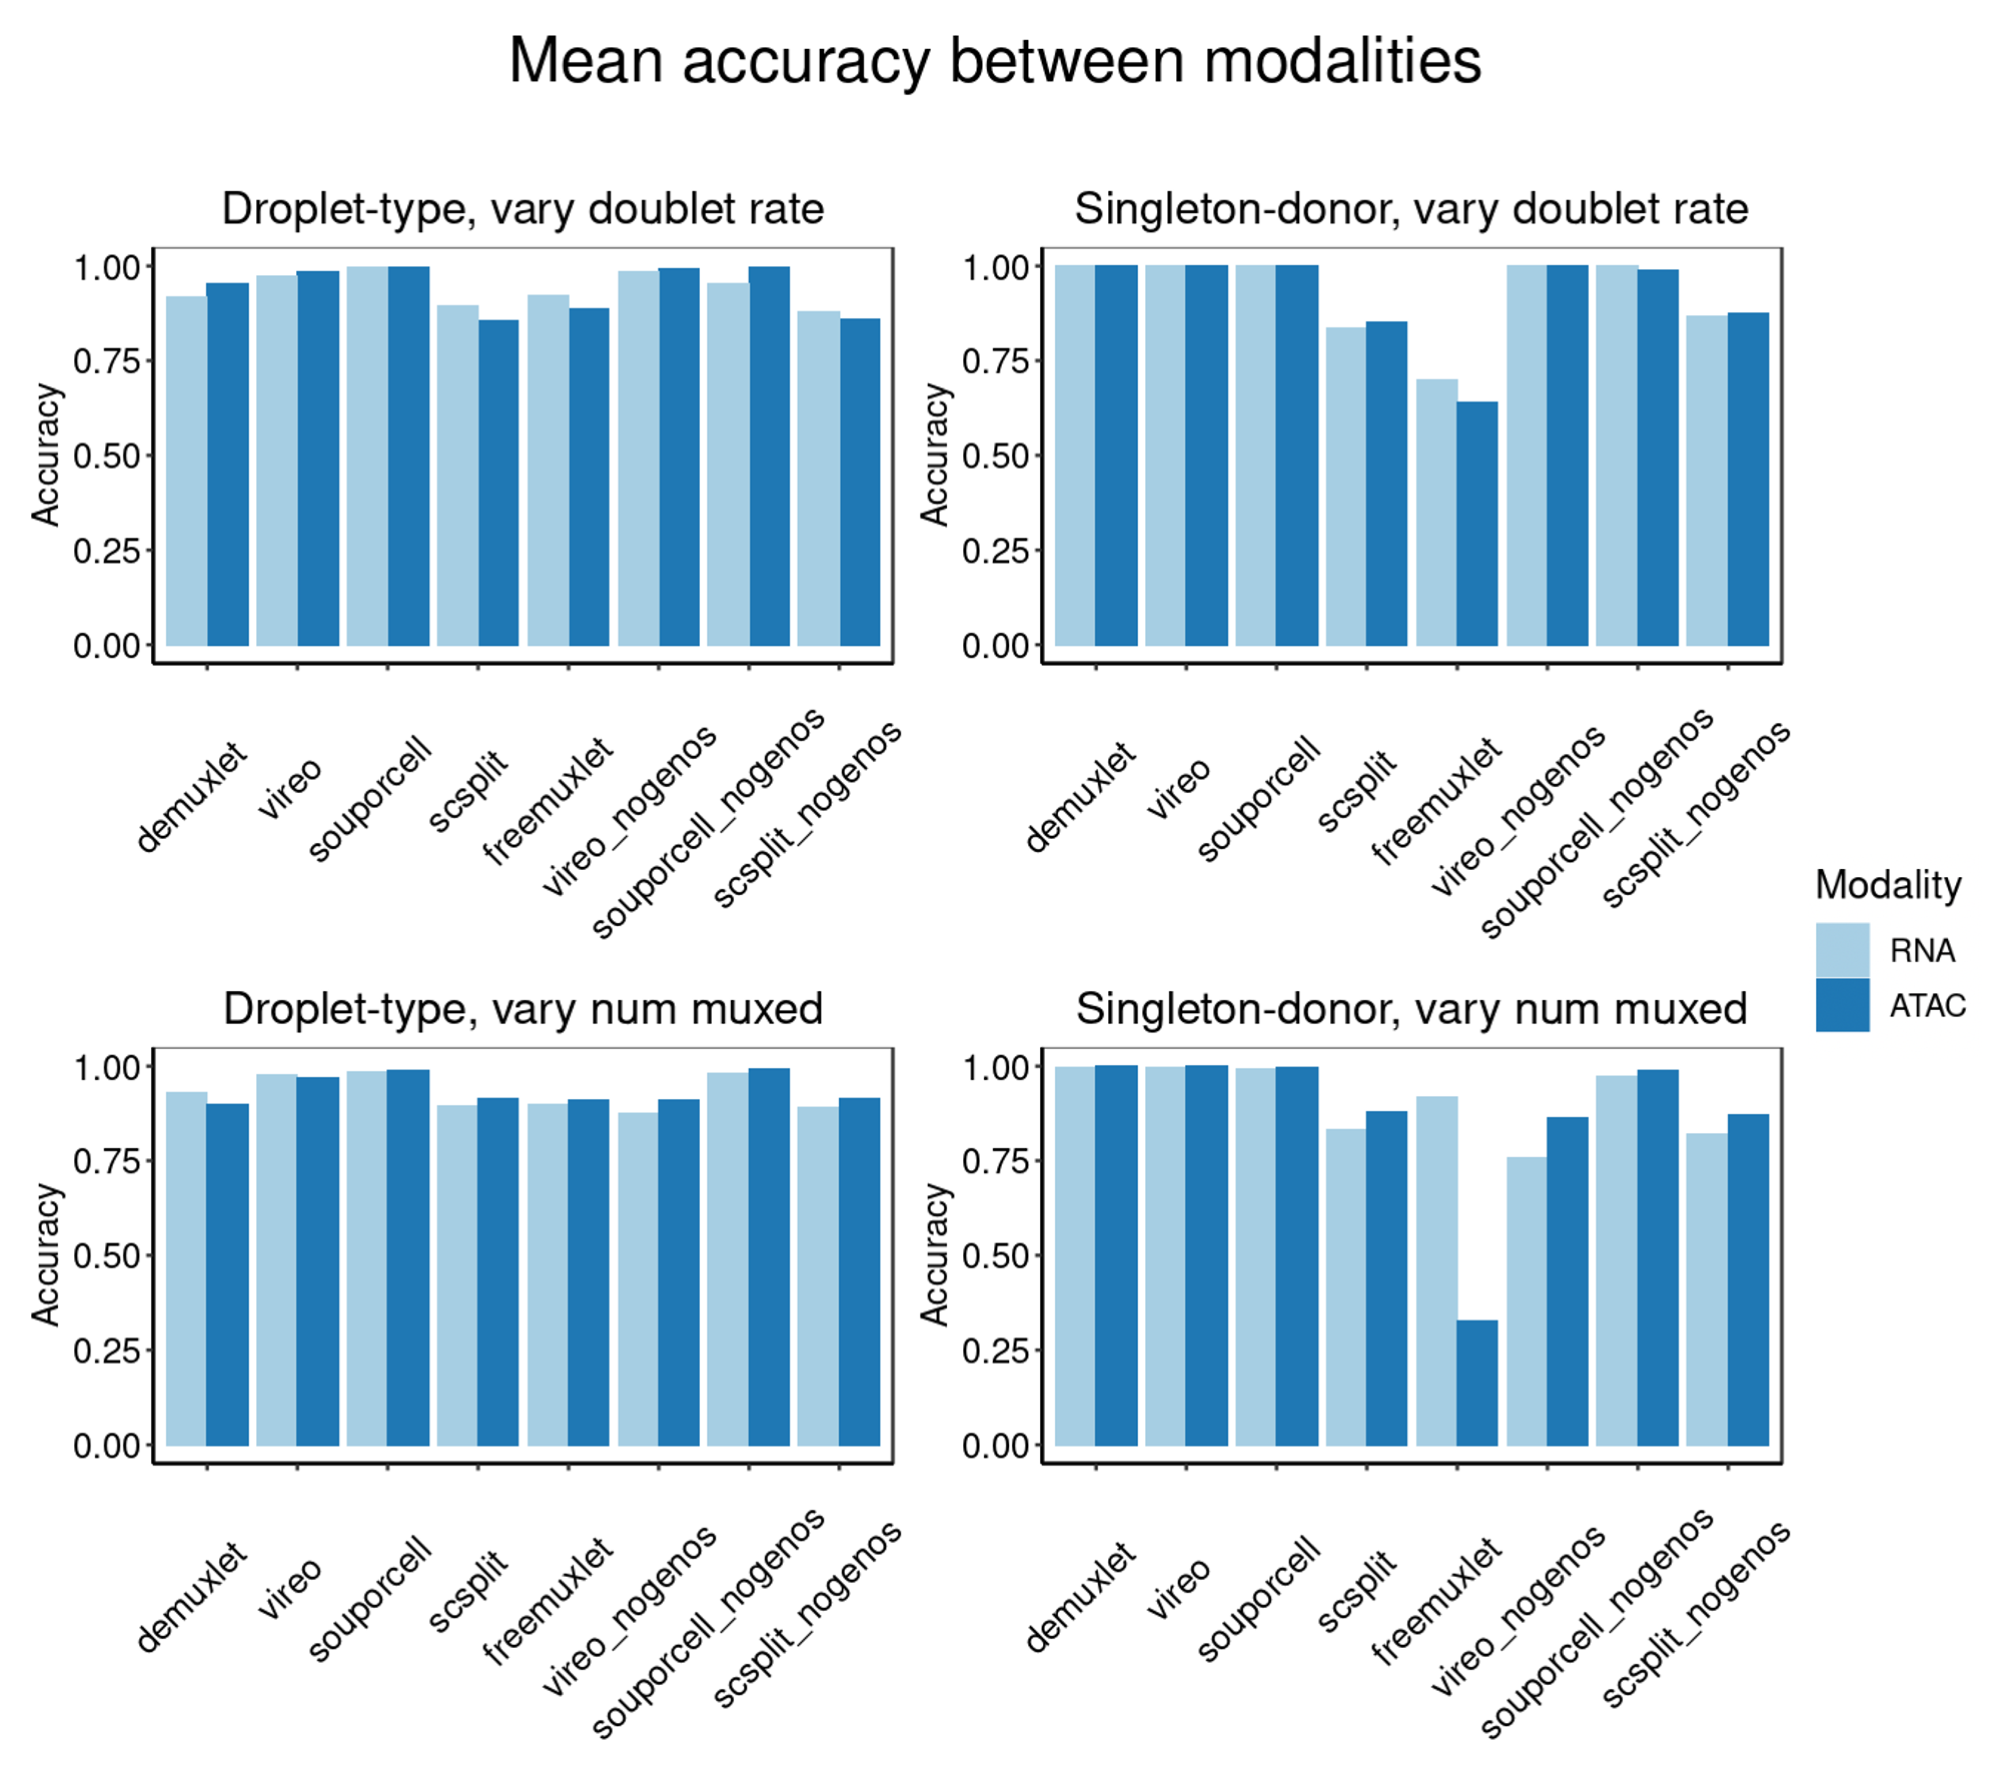 Mean accuracy between modalities
Droplet-type, vary doublet rate
Accuracy
1.00
0.75
0.50
0.25
0.00
demuxlet
vireo
souporcell
scsplit
freemuxlet
vireo_nogenos
souporcell_nogenos
scsplit_nogenos
Singleton-donor, vary doublet rate
Accuracy
1.00
0.75
0.50
0.25
0.00
demuxlet
vireo
souporcell
scsplit
freemuxlet
vireo_nogenos
souporcell_nogenos
scsplit_nogenos
Modality
RNA
ATAC
Droplet-type, vary num muxed
Accuracy
1.00
0.75
0.50
0.25
0.00
demuxlet
vireo
souporcell
scsplit
freemuxlet
vireo_nogenos
souporcell_nogenos
scsplit_nogenos
Singleton-donor, vary num muxed
Accuracy
1.00
0.75
0.50
0.25
0.00
demuxlet
vireo
souporcell
scsplit
freemuxlet
vireo_nogenos
souporcell_nogenos
scsplit_nogenos